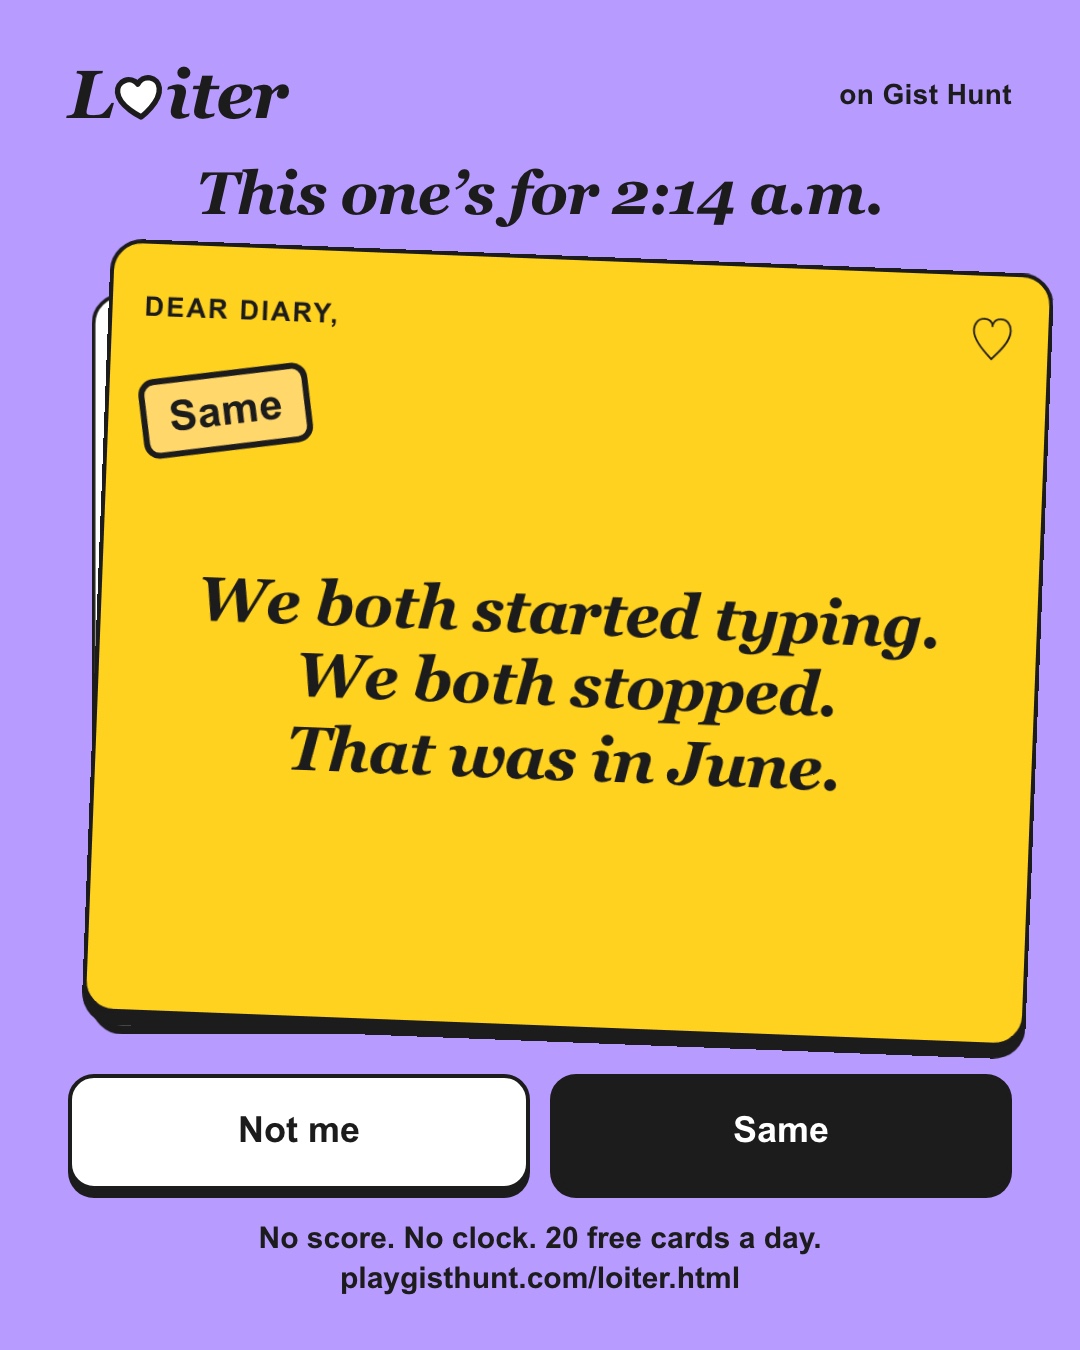 Loiter
on Gist Hunt
This one’s for 2:14 a.m.
DEAR DIARY,
Same
We both started typing.
We both stopped.
That was in June.
Not me
Same
No score. No clock. 20 free cards a day.
playgisthunt.com/loiter.html